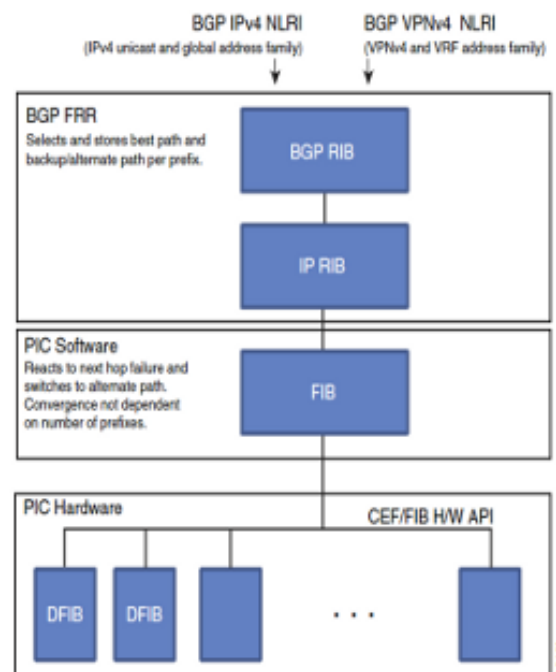 BGP IPv4 NLRI
(IPv4 unicast and global address family)
BGP VPNv4 NLRI
(VPNv4 and VRF address family)
BGP FRR
Selects and stores best path and
backup/alternate path per prefix.
BGP RIB
IP RIB
PIC Software
Reacts to next hop failure and
switches to alternate path.
Convergence not dependent
on number of prefixes.
FIB
PIC Hardware
CEF/FIB H/W API
DFIB
DFIB
. . .